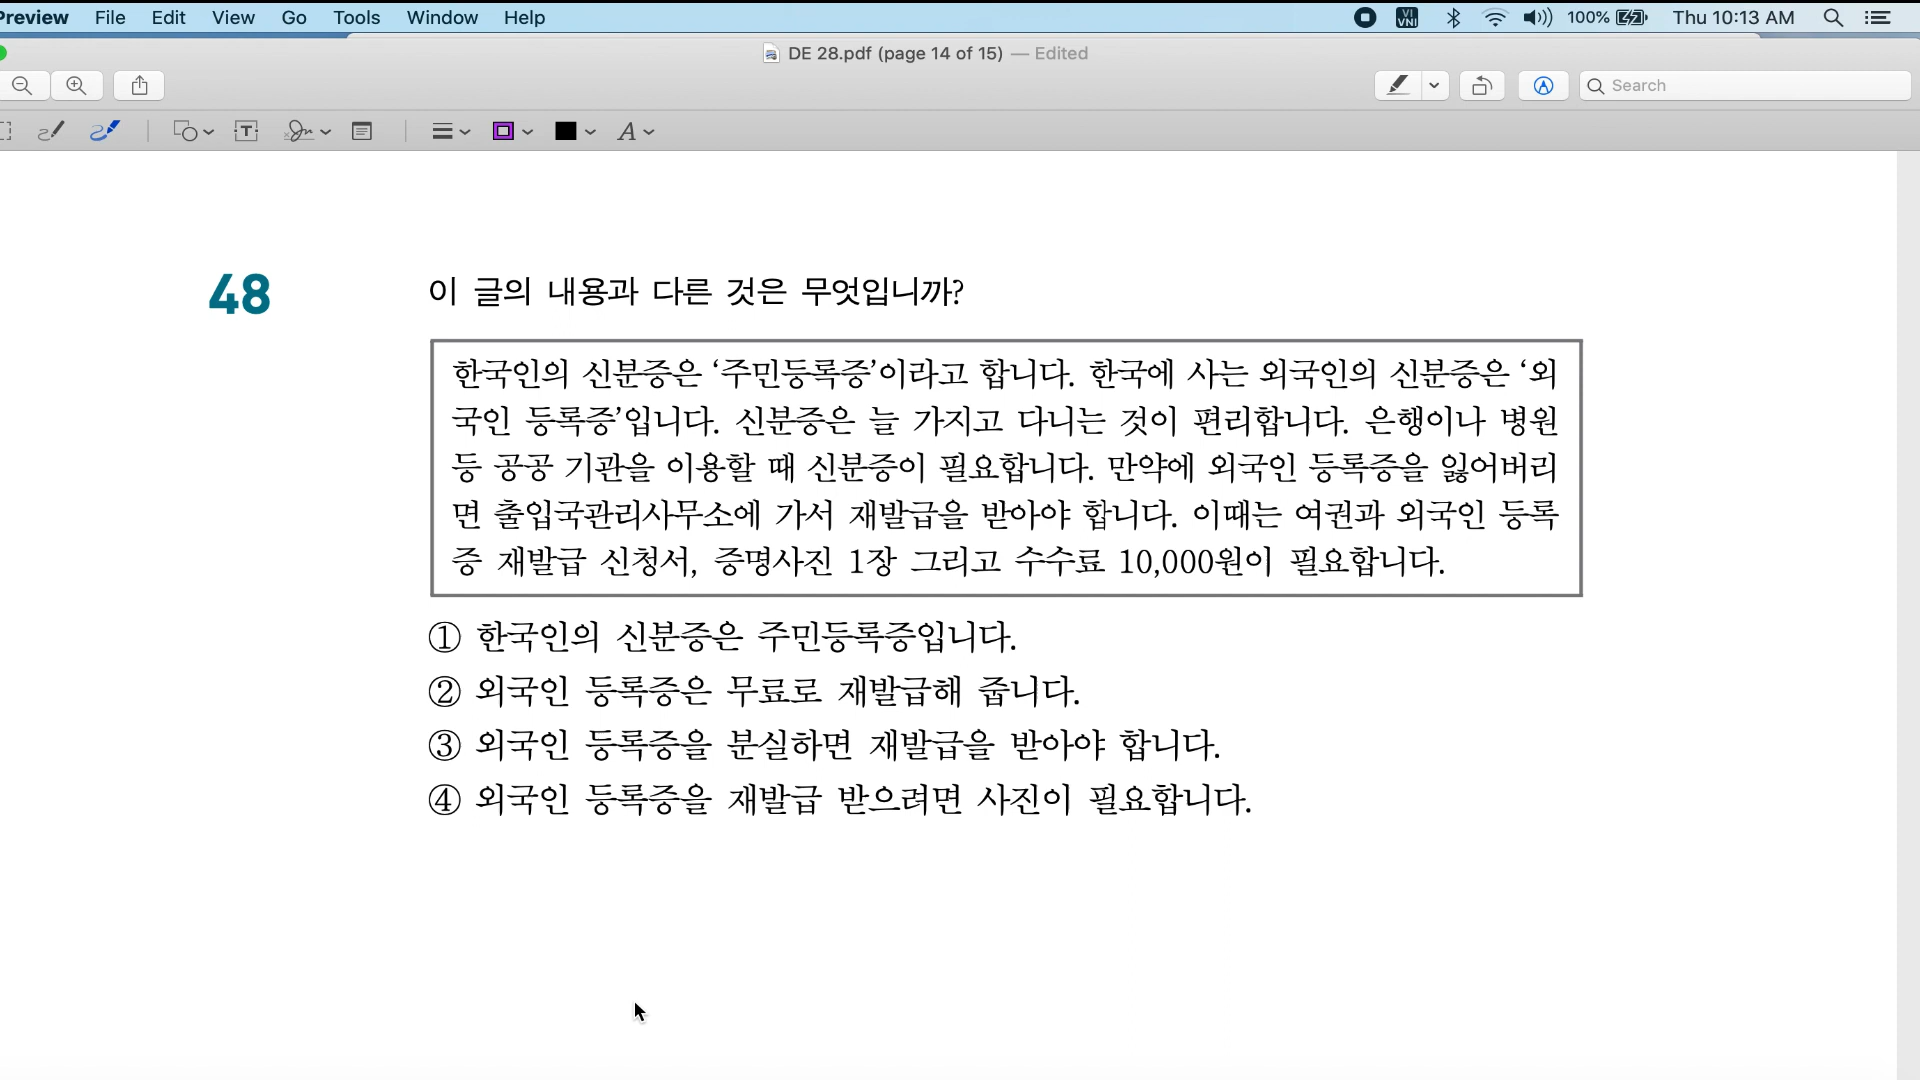 Preview File Edit View Go Tools Window Help VI VNI 100% Thu 10:13 AM
DE 28.pdf (page 14 of 15) — Edited
Search
48 이 글의 내용과 다른 것은 무엇입니까?
한국인의 신분증은 ‘주민등록증’이라고 합니다. 한국에 사는 외국인의 신분증은 ‘외
국인 등록증’입니다. 신분증은 늘 가지고 다니는 것이 편리합니다. 은행이나 병원
등 공공 기관을 이용할 때 신분증이 필요합니다. 만약에 외국인 등록증을 잃어버리
면 출입국관리사무소에 가서 재발급을 받아야 합니다. 이때는 여권과 외국인 등록
증 재발급 신청서, 증명사진 1장 그리고 수수료 10,000원이 필요합니다.
① 한국인의 신분증은 주민등록증입니다.
② 외국인 등록증은 무료로 재발급해 줍니다.
③ 외국인 등록증을 분실하면 재발급을 받아야 합니다.
④ 외국인 등록증을 재발급 받으려면 사진이 필요합니다.